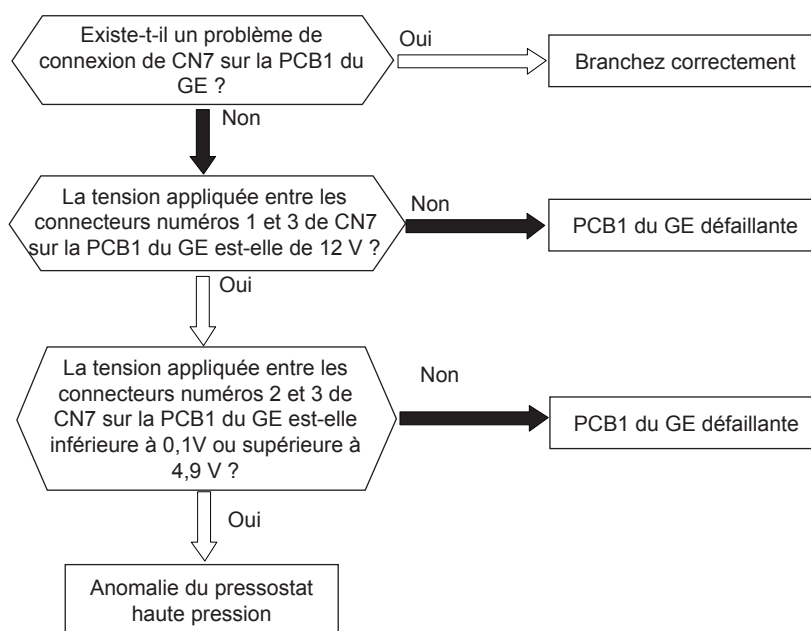 Existe-t-il un problème de
connexion de CN7 sur la PCB1 du
GE ?
Oui
Branchez correctement
Non
La tension appliquée entre les
connecteurs numéros 1 et 3 de CN7
sur la PCB1 du GE est-elle de 12 V ?
Non
PCB1 du GE défaillante
Oui
La tension appliquée entre les
connecteurs numéros 2 et 3 de
CN7 sur la PCB1 du GE est-elle
inférieure à 0,1V ou supérieure à
4,9 V ?
Non
PCB1 du GE défaillante
Oui
Anomalie du pressostat
haute pression